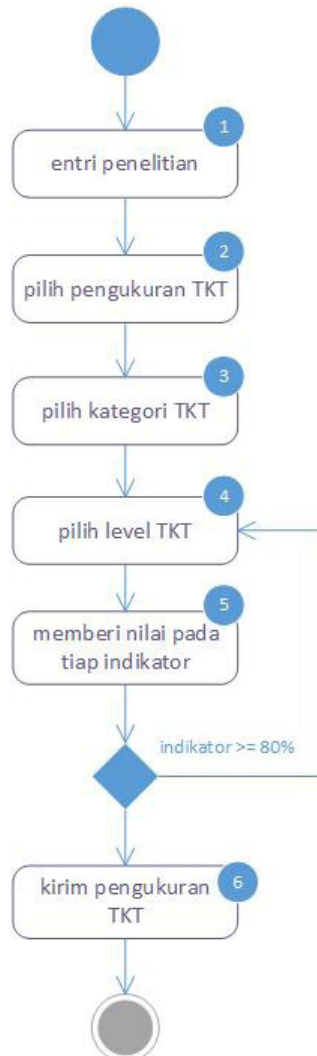 1
entri penelitian
2
pilih pengukuran TKT
3
pilih kategori TKT
4
pilih level TKT
5
memberi nilai pada
tiap indikator
indikator >= 80%
6
kirim pengukuran
TKT